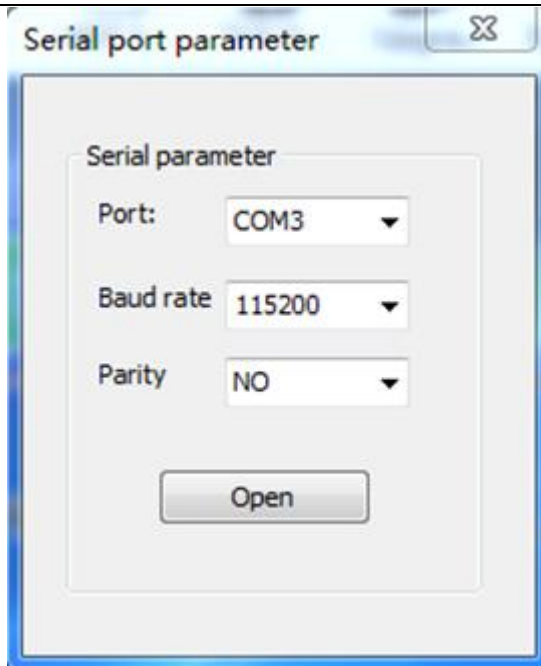 Serial port parameter
Serial parameter
Port: COM3
Baud rate 115200
Parity NO
Open